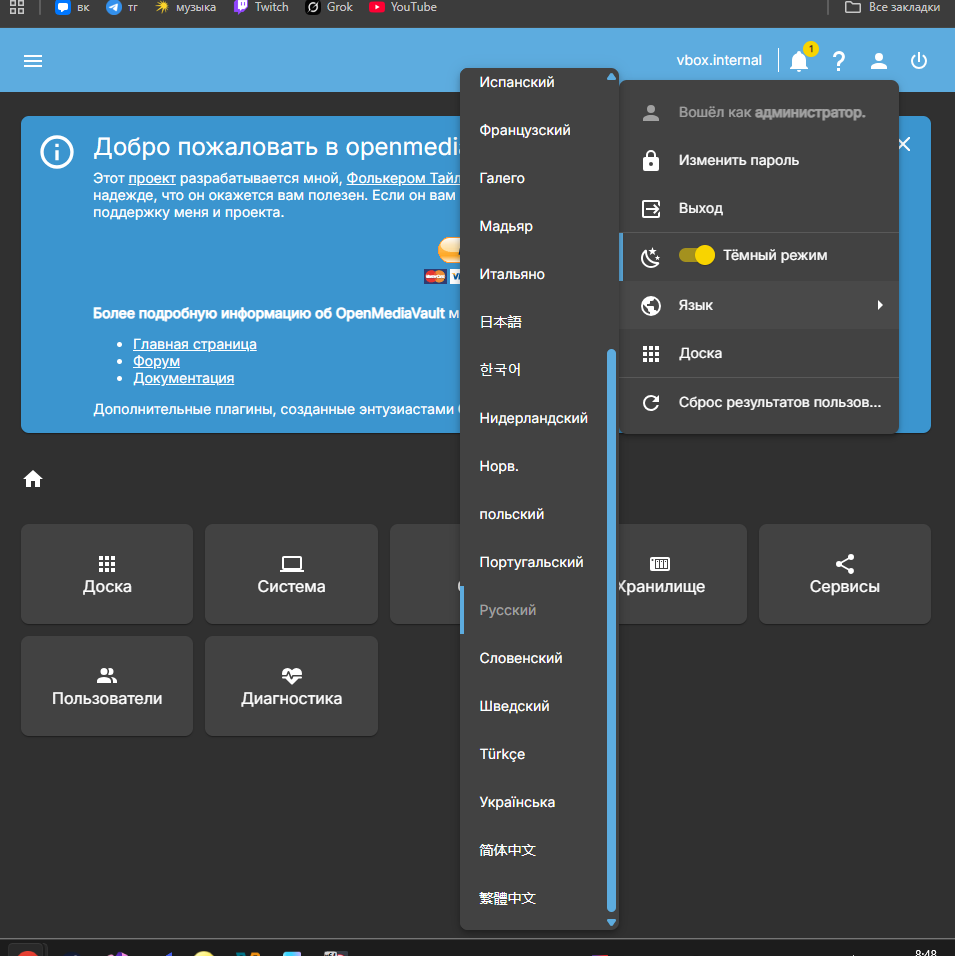 вк
тг
музыка
Twitch
Grok
YouTube
Все закладки
vbox.internal
1
Добро пожаловать в openmedia
Этот проект разрабатывается мной, Фолькером Тайл
надежде, что он окажется вам полезен. Если он вам
поддержку меня и проекта.
Более подробную информацию об OpenMediaVault м
Главная страница
Форум
Документация
Дополнительные плагины, созданные энтузиастами
Испанский
Французский
Галего
Мадьяр
Итальяно
日本語
한국어
Нидерландский
Норв.
польский
Португальский
Русский
Словенский
Шведский
Türkçe
Українська
简体中文
繁體中文
Вошёл как администратор.
Изменить пароль
Выход
Тёмный режим
Язык
Доска
Сброс результатов пользов...
Доска
Система
Хранилище
Сервисы
Пользователи
Диагностика
8:48